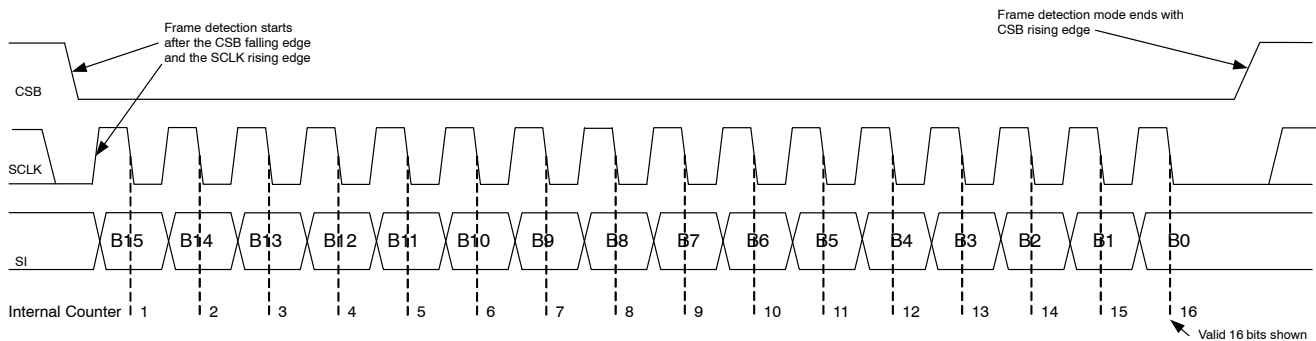 Frame detection starts
after the CSB falling edge
and the SCLK rising edge
Frame detection mode ends with
CSB rising edge
CSB
SCLK
SI
B15 B14 B13 B12 B11 B10 B9 B8 B7 B6 B5 B4 B3 B2 B1 B0
Internal Counter 1 2 3 4 5 6 7 8 9 10 11 12 13 14 15 16
Valid 16 bits shown